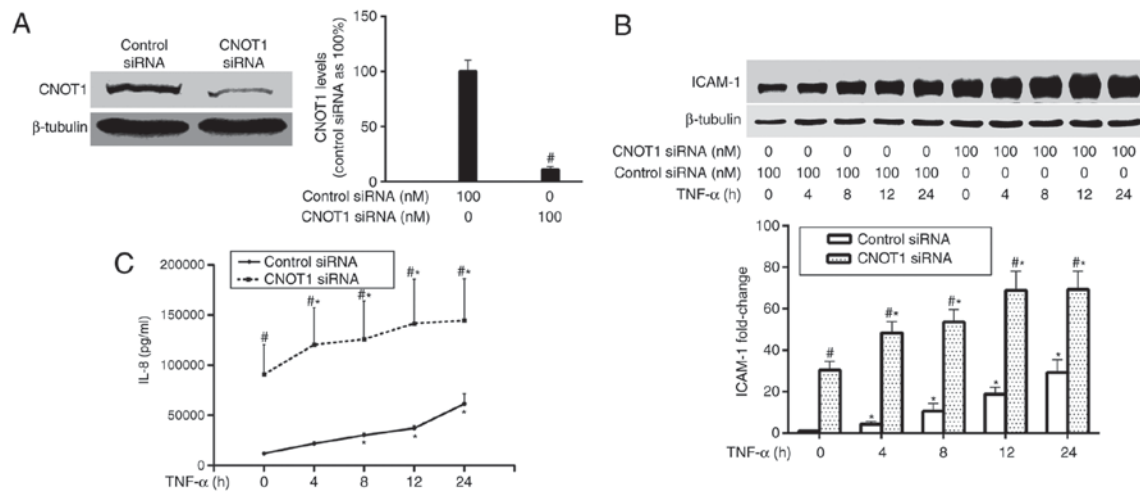 A
Control siRNA
CNOT1 siRNA
CNOT1
β-tubulin
CNOT1 levels
(control siRNA as 100%)
150
100
50
0
#
Control siRNA (nM) 100 0
CNOT1 siRNA (nM) 0 100
B
ICAM-1
β-tubulin
CNOT1 siRNA (nM) 0 0 0 0 0 100 100 100 100 100
Control siRNA (nM) 100 100 100 100 100 0 0 0 0 0
TNF-α (h) 0 4 8 12 24 0 4 8 12 24
ICAM-1 fold-change
100
80
60
40
20
0
Control siRNA
CNOT1 siRNA
#
* #*
* #*
* #*
* #*
TNF-α (h) 0 4 8 12 24
C
Control siRNA
CNOT1 siRNA
IL-8 (pg/ml)
200000
150000
100000
50000
0
# #* #* #* #*
* * *
TNF-α (h) 0 4 8 12 24